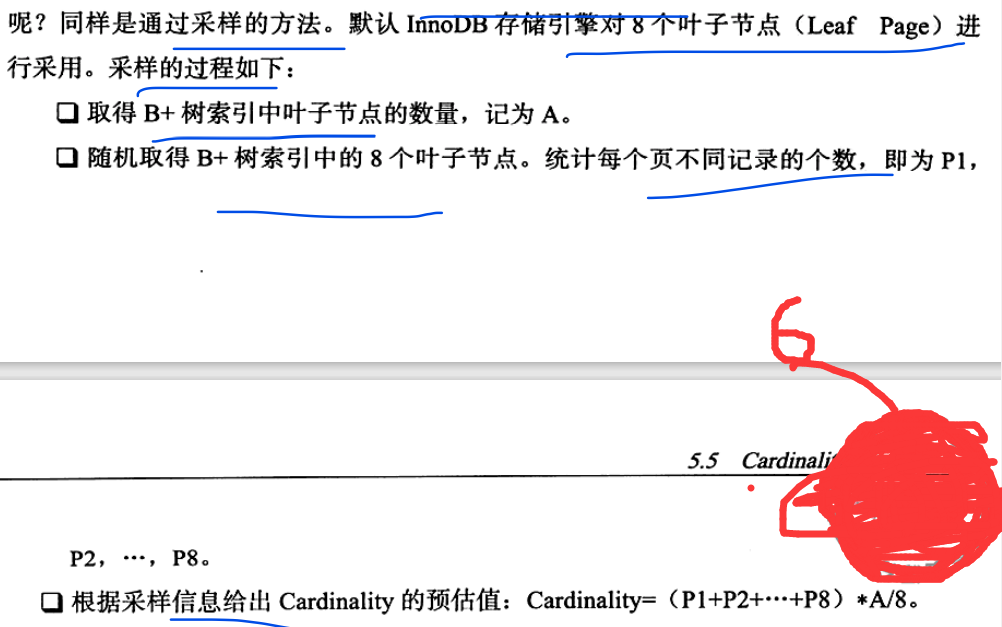 呢？同样是通过采样的方法。默认 InnoDB 存储引擎对 8 个叶子节点（Leaf Page）进
行采用。采样的过程如下：
❑ 取得 B+ 树索引中叶子节点的数量，记为 A。
❑ 随机取得 B+ 树索引中的 8 个叶子节点。统计每个页不同记录的个数，即为 P1，
6
5.5 Cardinali
P2，…，P8。
❑ 根据采样信息给出 Cardinality 的预估值：Cardinality=（P1+P2+…+P8）*A/8。